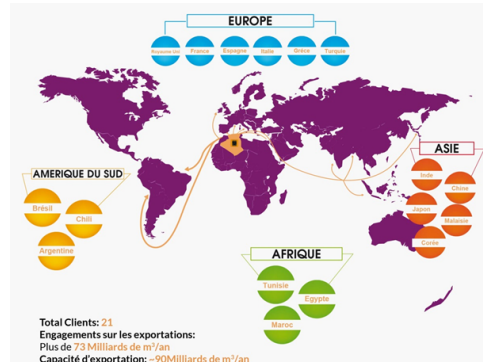 EUROPE
Royaume Uni
France
Espagne
Italie
Grèce
Turquie
ASIE
Inde
Chine
Japon
Malaisie
Corée
AMERIQUE DU SUD
Brésil
Chili
Argentine
AFRIQUE
Tunisie
Egypte
Maroc
Total Clients: 21
Engagements sur les exportations:
Plus de 73 Milliards de m³/an
Capacité d'exportation: ~90Milliards de m³/an